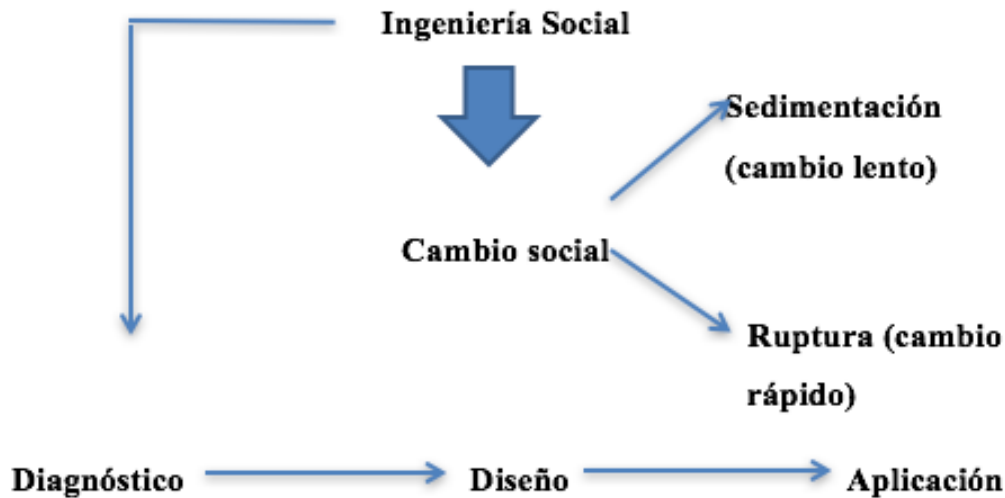 Ingeniería Social
Sedimentación
(cambio lento)
Cambio social
Ruptura (cambio
rápido)
Diagnóstico
Diseño
Aplicación